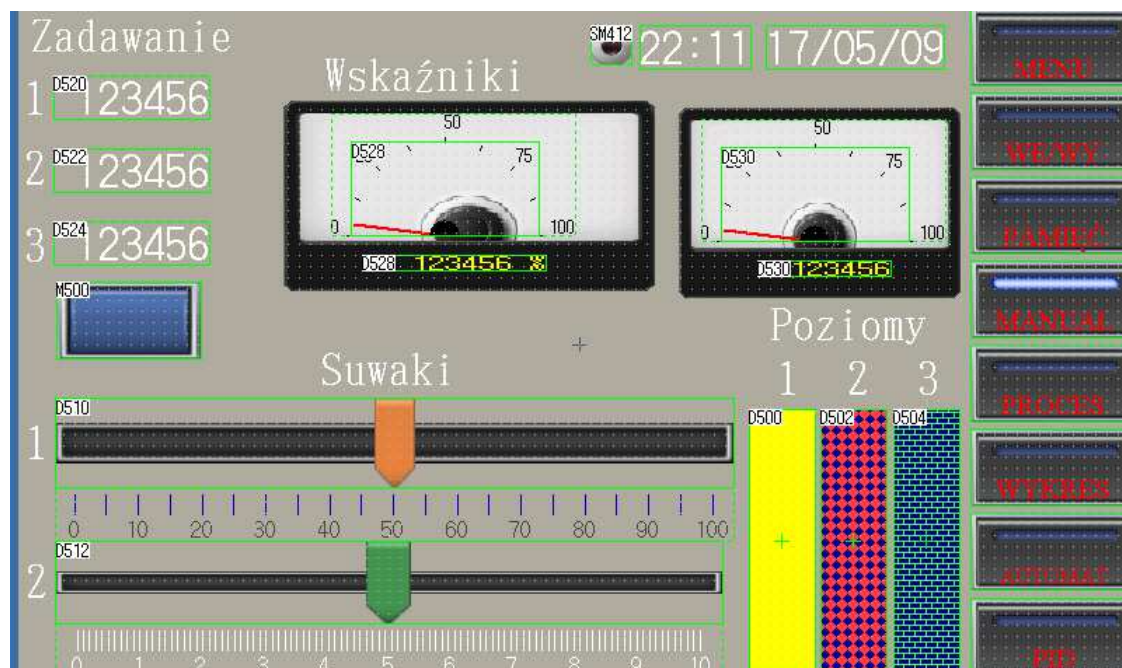 Zadawanie
SM412
22:11
17/05/09
MENU
Wskaźniki
1
D520
123456
50
50
WE/WY
2
D522
123456
D528
75
D530
75
3
D524
123456
0
100
0
100
PAMIĘĆ
D528
123456 %
D530
123456
M500
MANUAL
Poziomy
Suwaki
1
2
3
PROCES
D510
D500
D502
D504
1
WYKRES
0
10
20
30
40
50
60
70
80
90
100
D512
2
AUTOMAT
0
1
2
3
4
5
6
7
8
9
10
PID